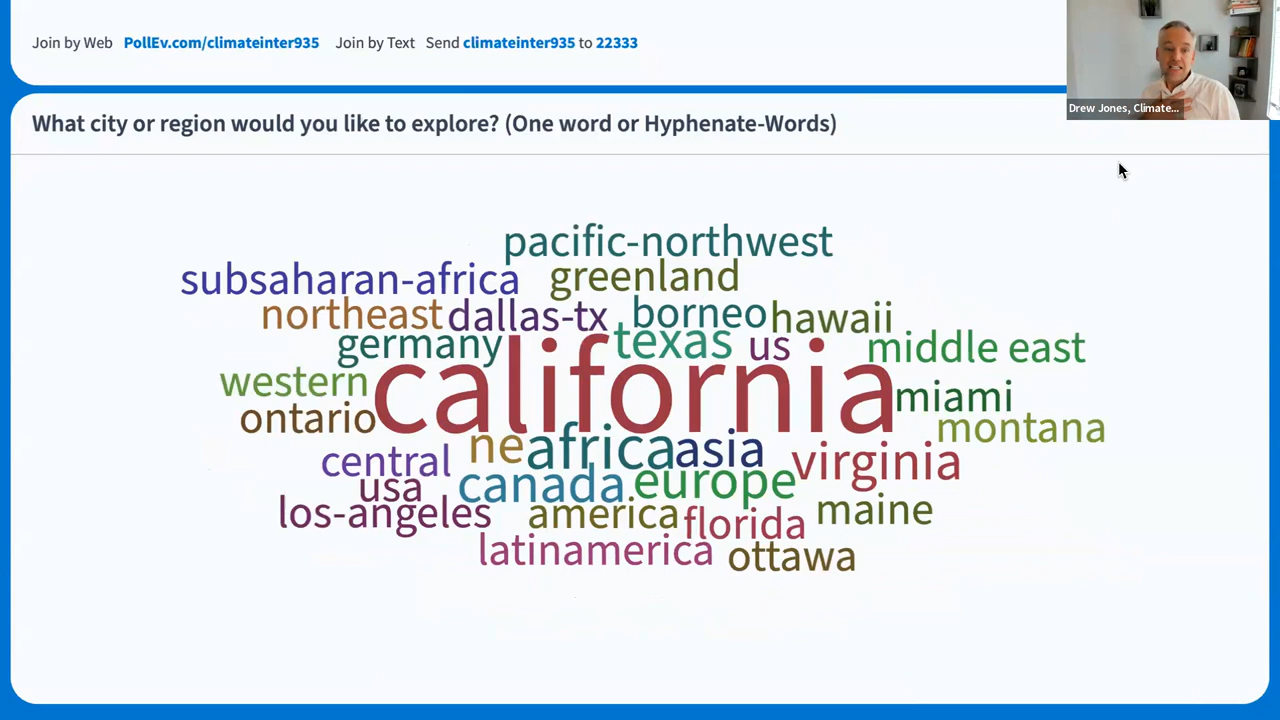 Join by Web PollEv.com/climateinter935 Join by Text Send climateinter935 to 22333
Drew Jones, Climate...
What city or region would you like to explore? (One word or Hyphenate-Words)
pacific-northwest
subsaharan-africa greenland
northeast dallas-tx borneo hawaii
germany texas us middle east
western california miami
ontario montana
ne africa asia
central virginia
usa canada europe
los-angeles america florida maine
latinamerica ottawa